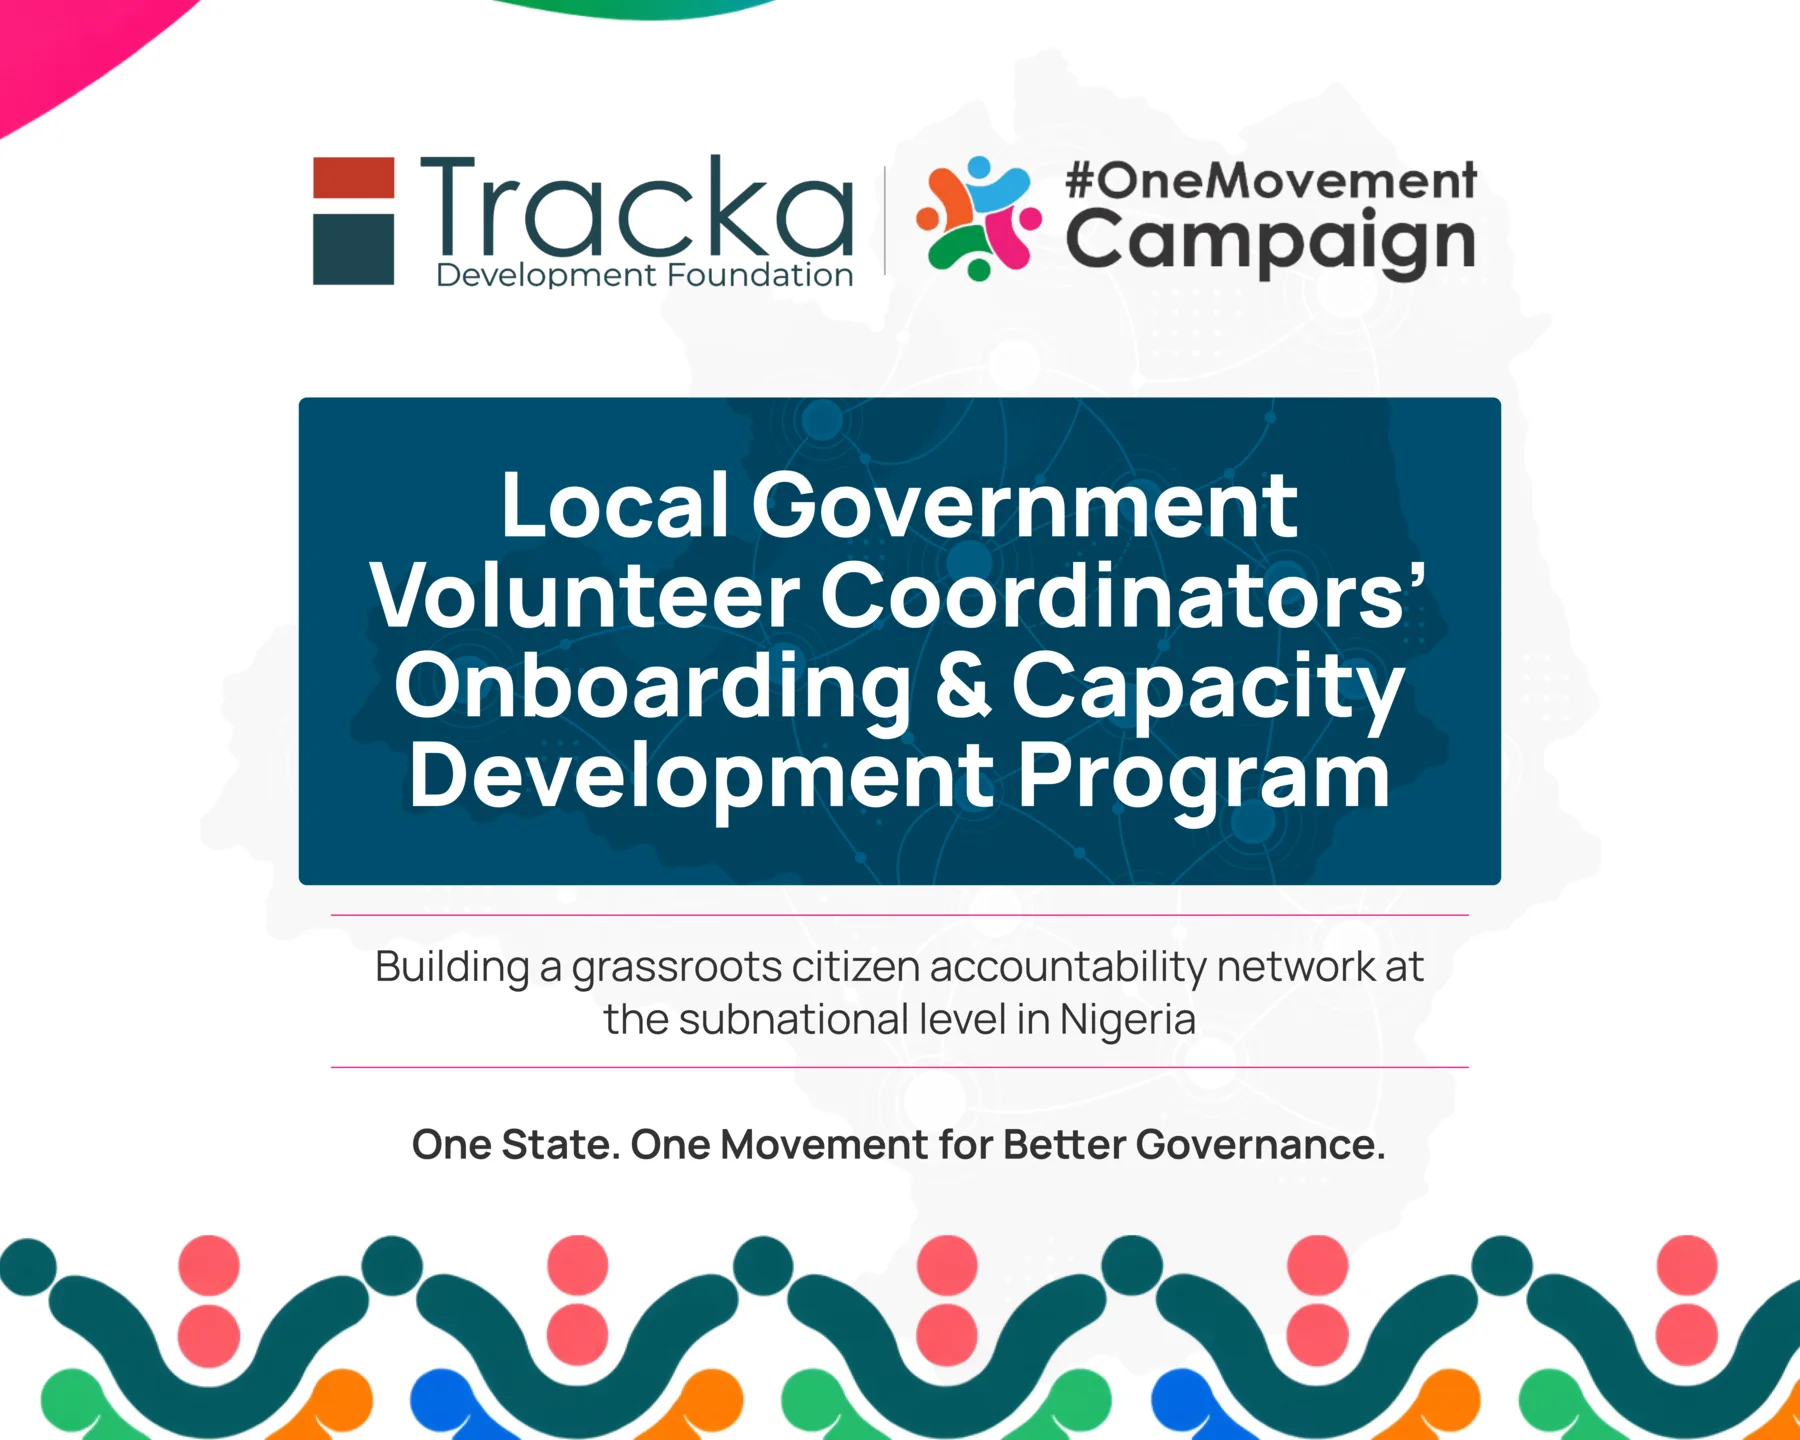 Tracka
Development Foundation
#OneMovement
Campaign
Local Government
Volunteer Coordinators’
Onboarding & Capacity
Development Program
Building a grassroots citizen accountability network at
the subnational level in Nigeria
One State. One Movement for Better Governance.